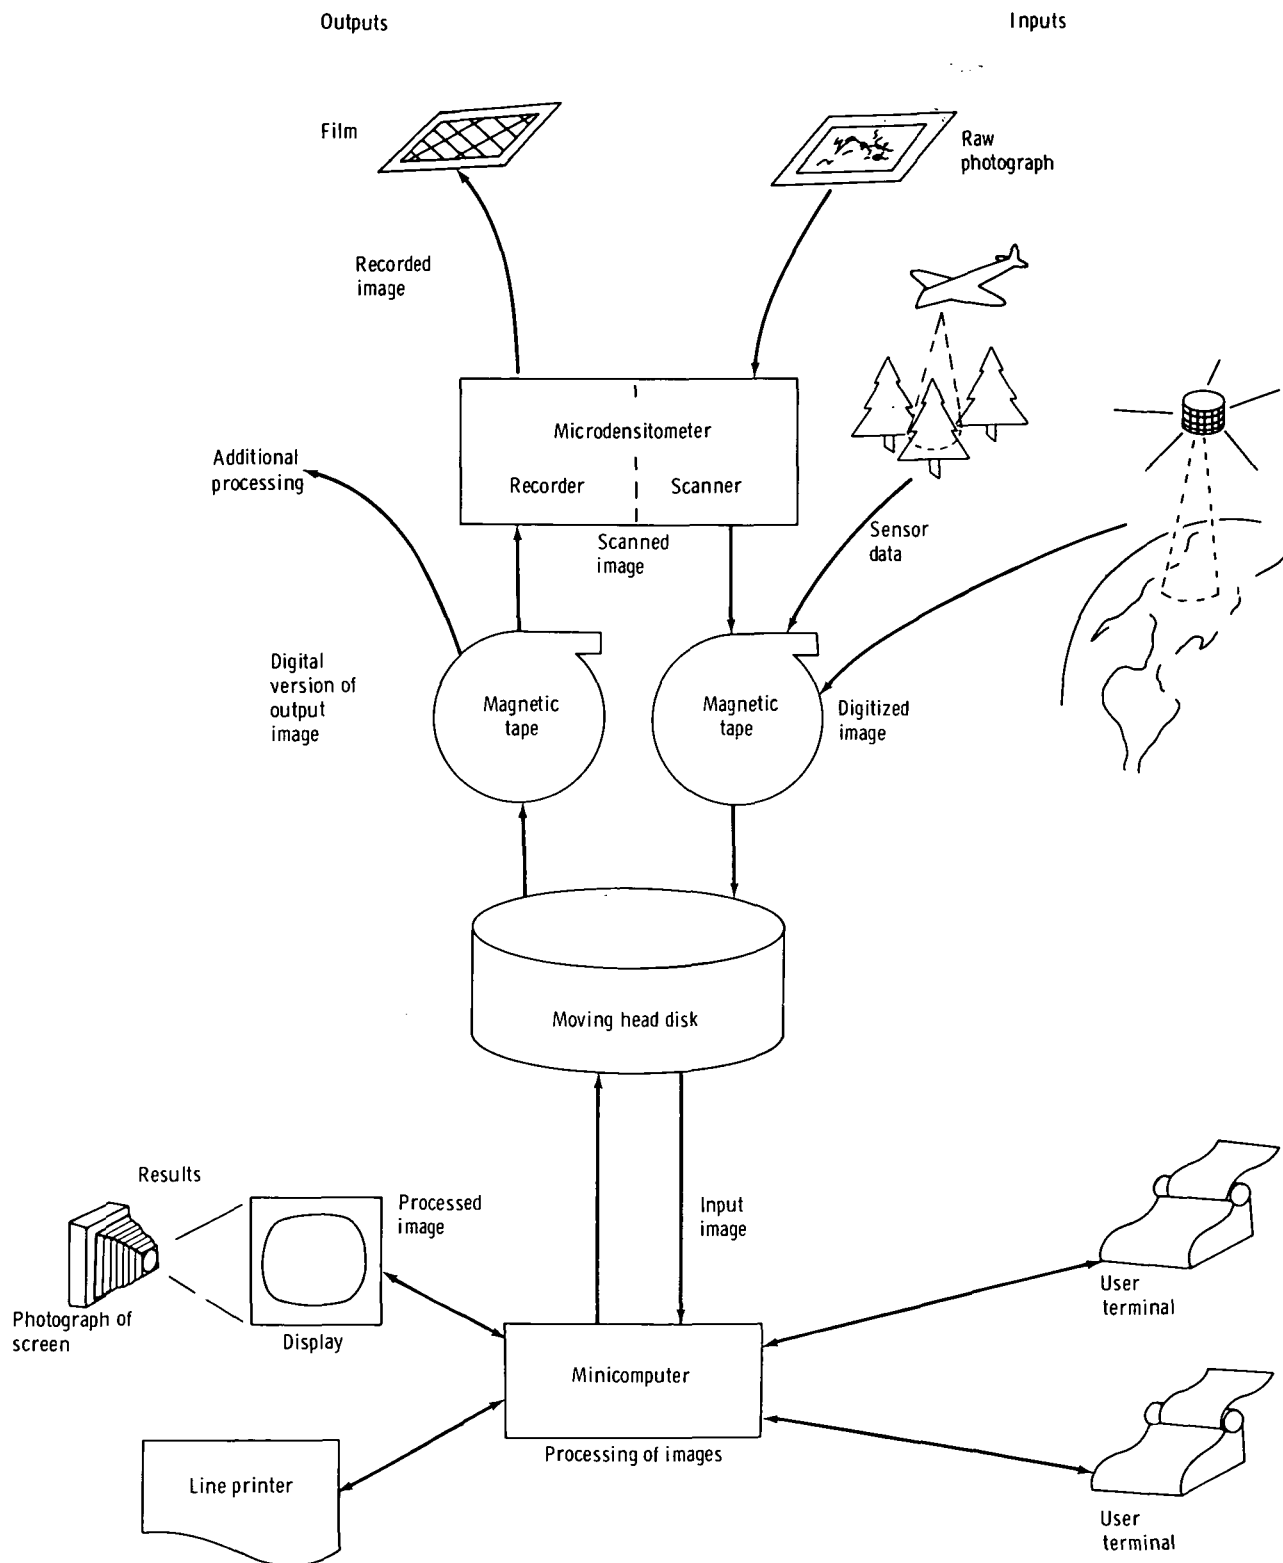 Outputs
Inputs
Film
Raw
photograph
Recorded
image
Microdensitometer
Recorder
Scanner
Additional
processing
Scanned
image
Sensor
data
Digital
version of
output
image
Magnetic
tape
Magnetic
tape
Digitized
image
Moving head disk
Results
Processed
image
Input
image
Photograph of
screen
Display
User
terminal
Minicomputer
Processing of images
Line printer
User
terminal